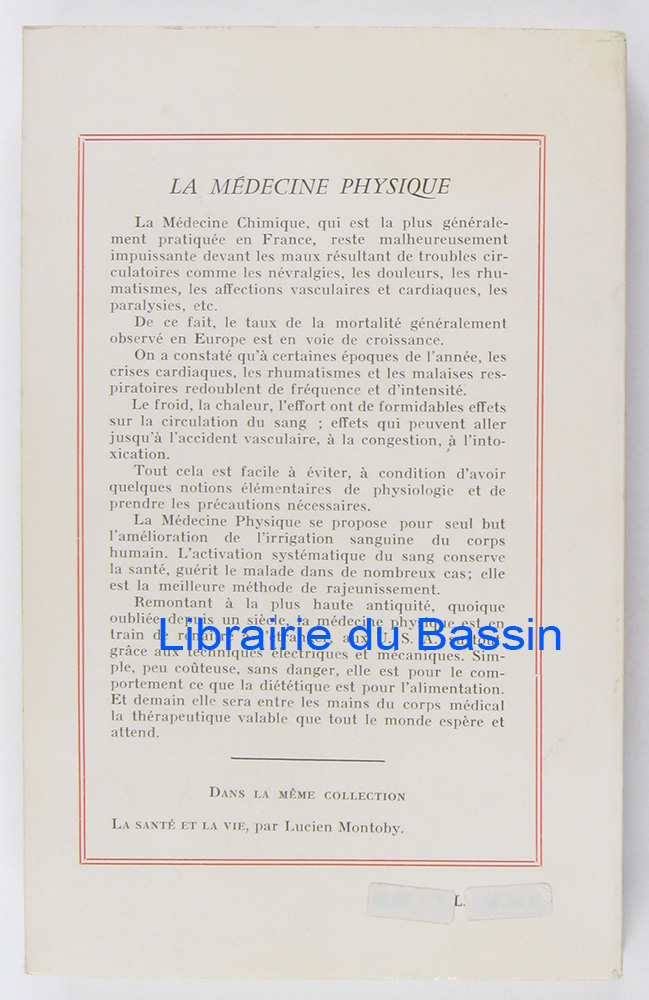 LA MÉDECINE PHYSIQUE
La Médecine Chimique, qui est la plus générale-
ment pratiquée en France, reste malheureusement
impuissante devant les maux résultant de troubles cir-
culatoires comme les névralgies, les douleurs, les rhu-
matismes, les affections vasculaires et cardiaques, les
paralysies, etc.
De ce fait, le taux de la mortalité généralement
observé en Europe est en voie de croissance.
On a constaté qu'à certaines époques de l'année, les
crises cardiaques, les rhumatismes et les malaises res-
piratoires redoublent de fréquence et d'intensité.
Le froid, la chaleur, l'effort ont de formidables effets
sur la circulation du sang ; effets qui peuvent aller
jusqu'à l'accident vasculaire, à la congestion, à l'into-
xication.
Tout cela est facile à éviter, à condition d'avoir
quelques notions élémentaires de physiologie et de
prendre les précautions nécessaires.
La Médecine Physique se propose pour seul but
l'amélioration de l'irrigation sanguine du corps
humain. L'activation systématique du sang conserve
la santé, guérit le malade dans de nombreux cas; elle
est la meilleure méthode de rajeunissement.
Remontant à la plus haute antiquité, quoique
oubliée depuis un siècle, la médecine physique est en
train de à l'étranger, aux U.S.A.
Librairie du Bassin
grâce aux techniques électriques et mécaniques. Sim-
ple, peu coûteuse, sans danger, elle est pour le com-
portement ce que la diététique est pour l'alimentation.
Et demain elle sera entre les mains du corps médical
la thérapeutique valable que tout le monde espère et
attend.
DANS LA MÊME COLLECTION
LA SANTÉ ET LA VIE, par Lucien Montoby.
L.